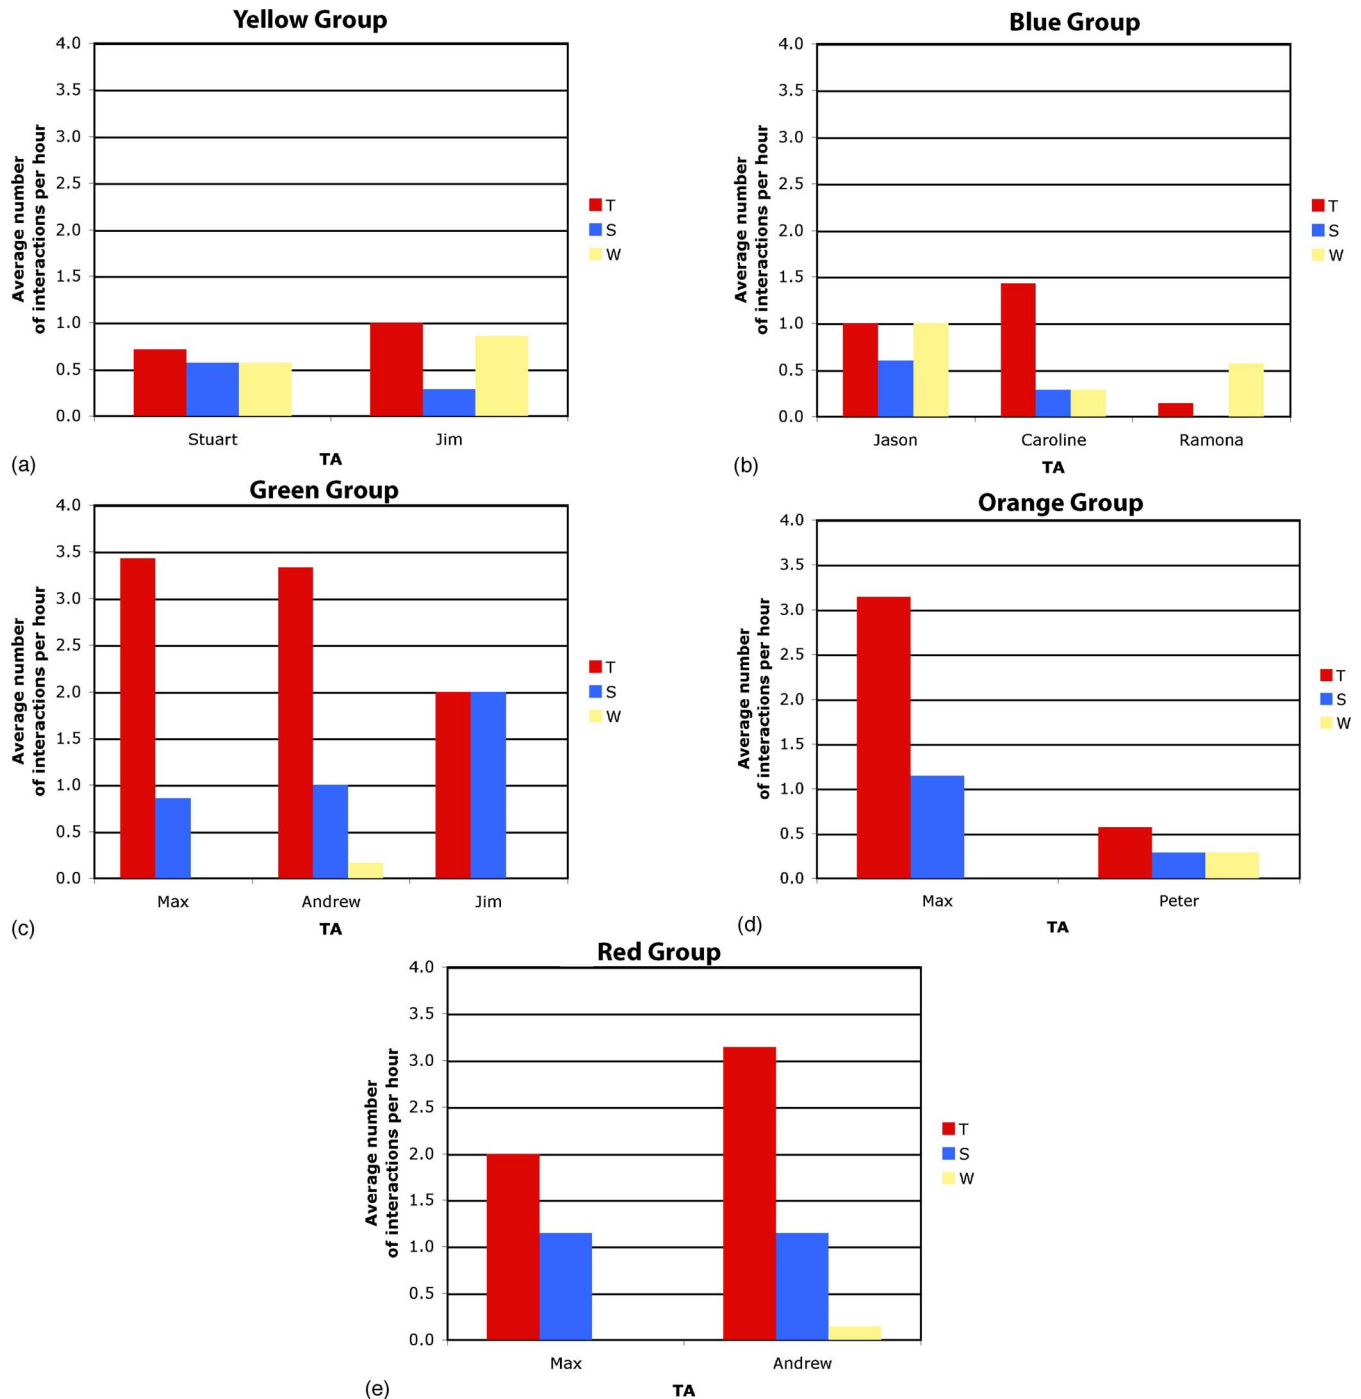 Yellow Group
4.0
3.5
3.0
2.5
2.0
1.5
1.0
0.5
0.0
Average number
of interactions per hour
T
S
W
Stuart Jim
TA
(a)
Blue Group
4.0
3.5
3.0
2.5
2.0
1.5
1.0
0.5
0.0
Average number
of interactions per hour
T
S
W
Jason Caroline Ramona
TA
(b)
Green Group
4.0
3.5
3.0
2.5
2.0
1.5
1.0
0.5
0.0
Average number
of interactions per hour
T
S
W
Max Andrew Jim
TA
(c)
Orange Group
4.0
3.5
3.0
2.5
2.0
1.5
1.0
0.5
0.0
Average number
of interactions per hour
T
S
W
Max Peter
TA
(d)
Red Group
4.0
3.5
3.0
2.5
2.0
1.5
1.0
0.5
0.0
Average number
of interactions per hour
T
S
W
Max Andrew
TA
(e)